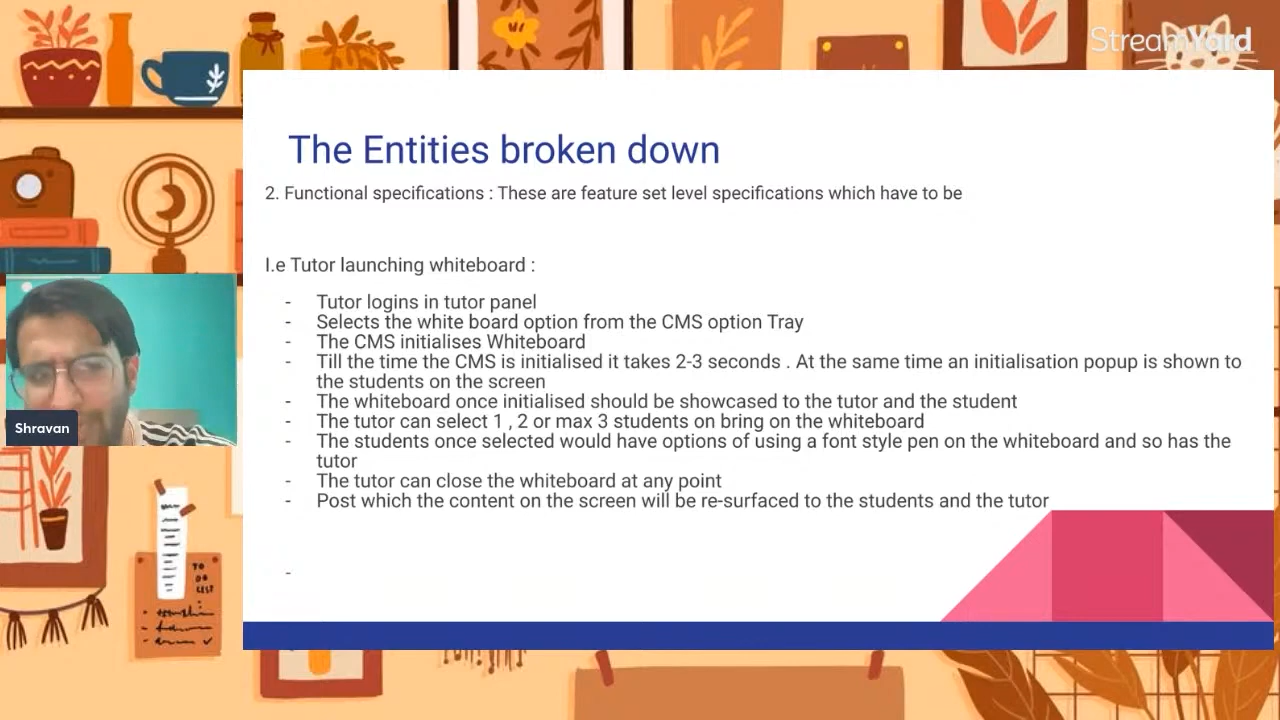 StreamYard
The Entities broken down
2. Functional specifications : These are feature set level specifications which have to be
I.e Tutor launching whiteboard :
- Tutor logins in tutor panel
- Selects the white board option from the CMS option Tray
- The CMS initialises Whiteboard
- Till the time the CMS is initialised it takes 2-3 seconds . At the same time an initialisation popup is shown to
the students on the screen
- The whiteboard once initialised should be showcased to the tutor and the student
- The tutor can select 1 , 2 or max 3 students on bring on the whiteboard
- The students once selected would have options of using a font style pen on the whiteboard and so has the
tutor
- The tutor can close the whiteboard at any point
- Post which the content on the screen will be re-surfaced to the students and the tutor
-
Shravan
TO
DO
LIST